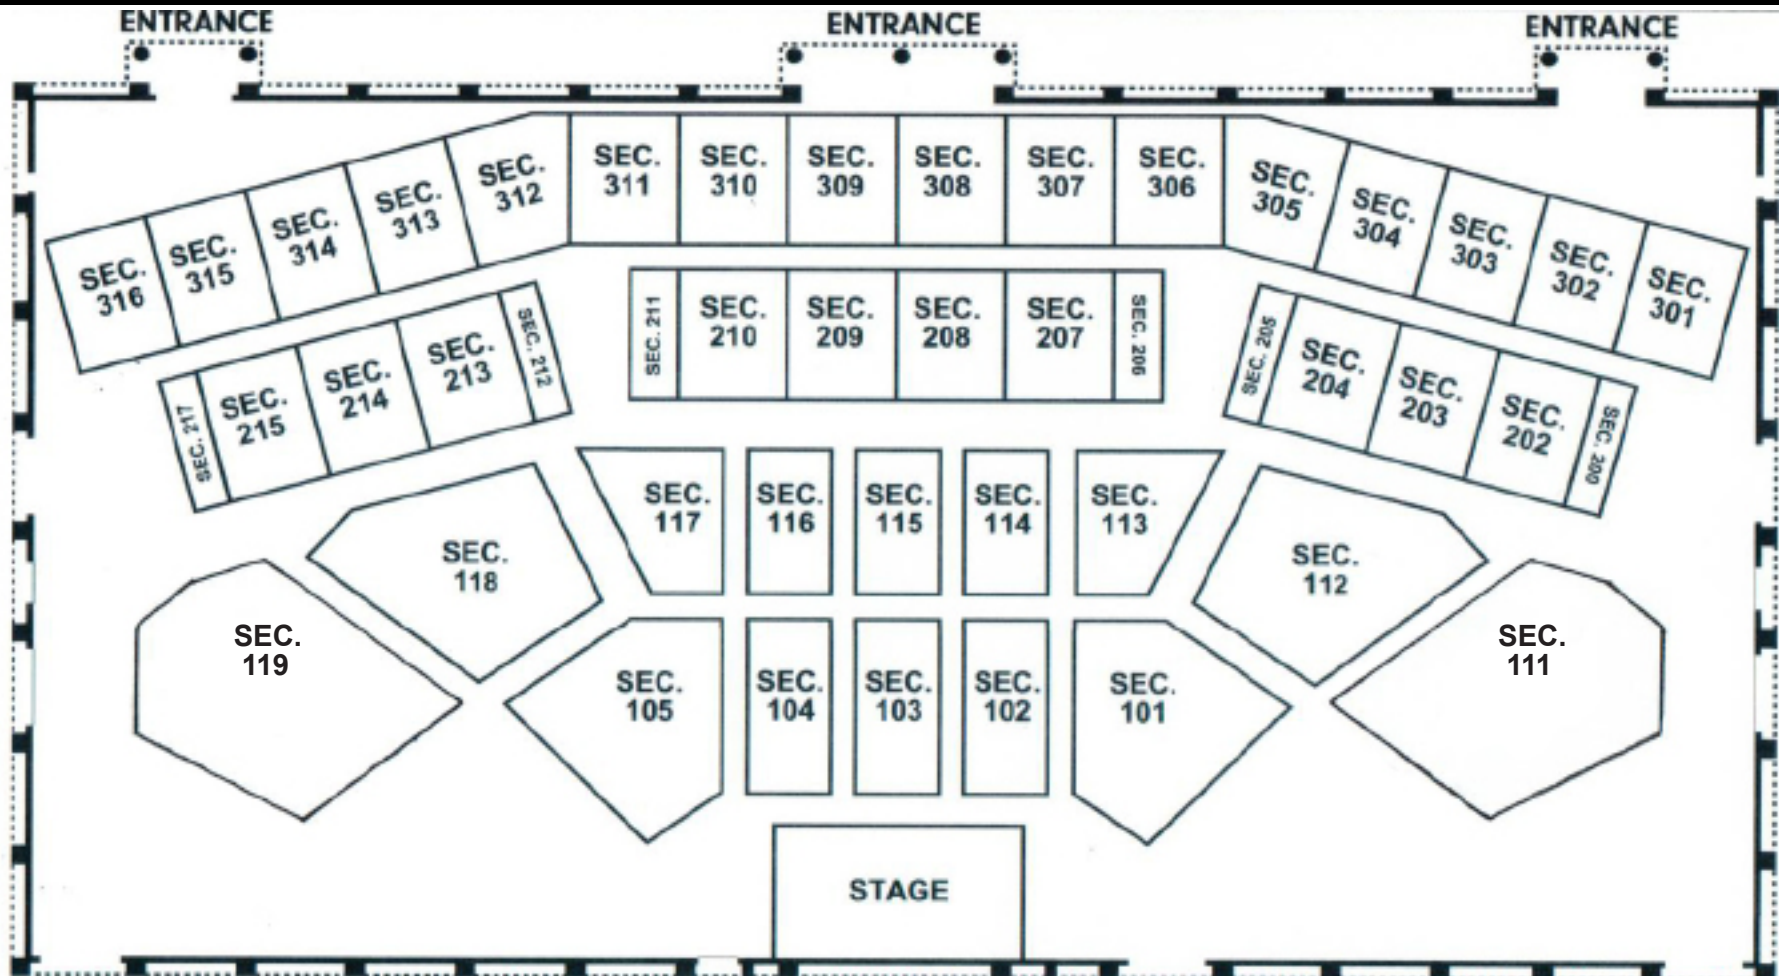 ENTRANCE
ENTRANCE
ENTRANCE
SEC.
316
SEC.
315
SEC.
314
SEC.
313
SEC.
312
SEC.
311
SEC.
310
SEC.
309
SEC.
308
SEC.
307
SEC.
306
SEC.
305
SEC.
304
SEC.
303
SEC.
302
SEC.
301
SEC. 217
SEC.
215
SEC.
214
SEC.
213
SEC. 212
SEC. 211
SEC.
210
SEC.
209
SEC.
208
SEC.
207
SEC. 206
SEC. 205
SEC.
204
SEC.
203
SEC.
202
SEC. 200
SEC.
119
SEC.
118
SEC.
117
SEC.
116
SEC.
115
SEC.
114
SEC.
113
SEC.
112
SEC.
111
SEC.
105
SEC.
104
SEC.
103
SEC.
102
SEC.
101
STAGE